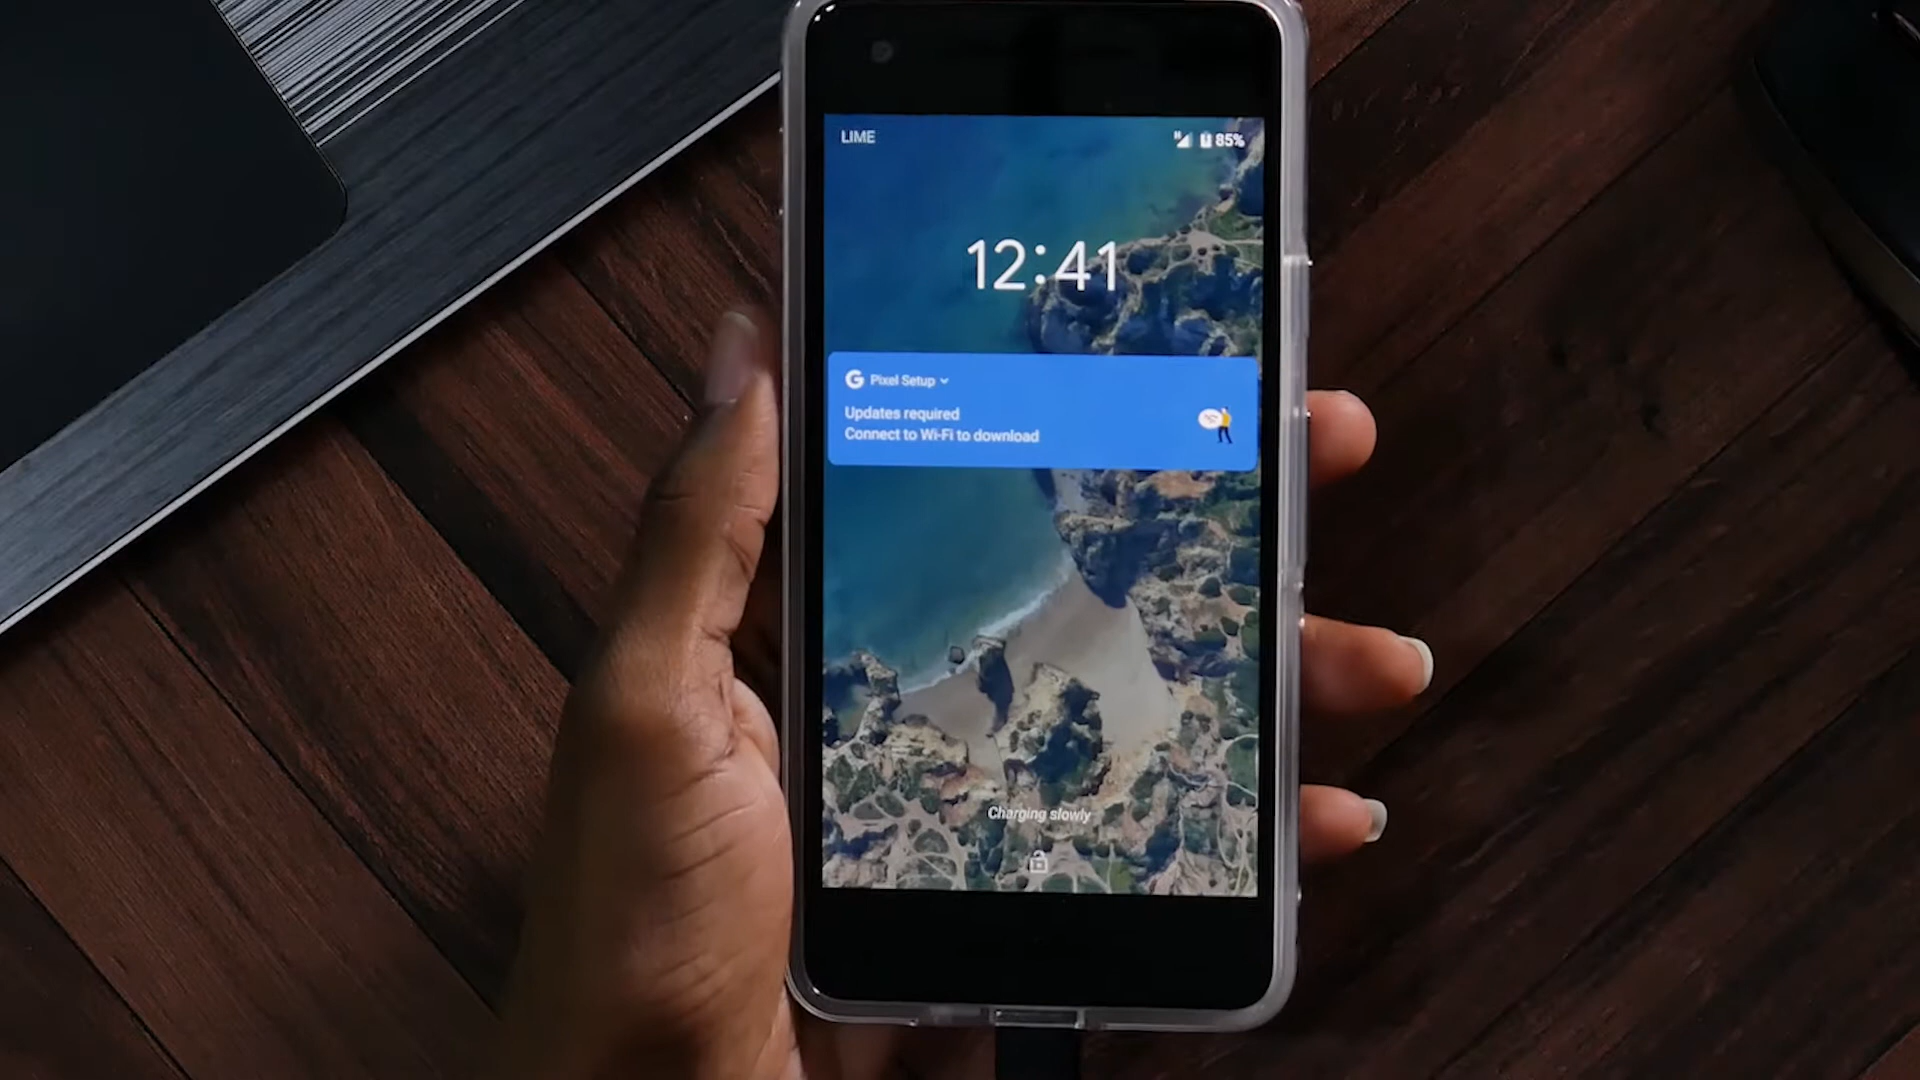 LIME
H 85%
12:41
G Pixel Setup
Updates required
Connect to Wi-Fi to download
Charging slowly